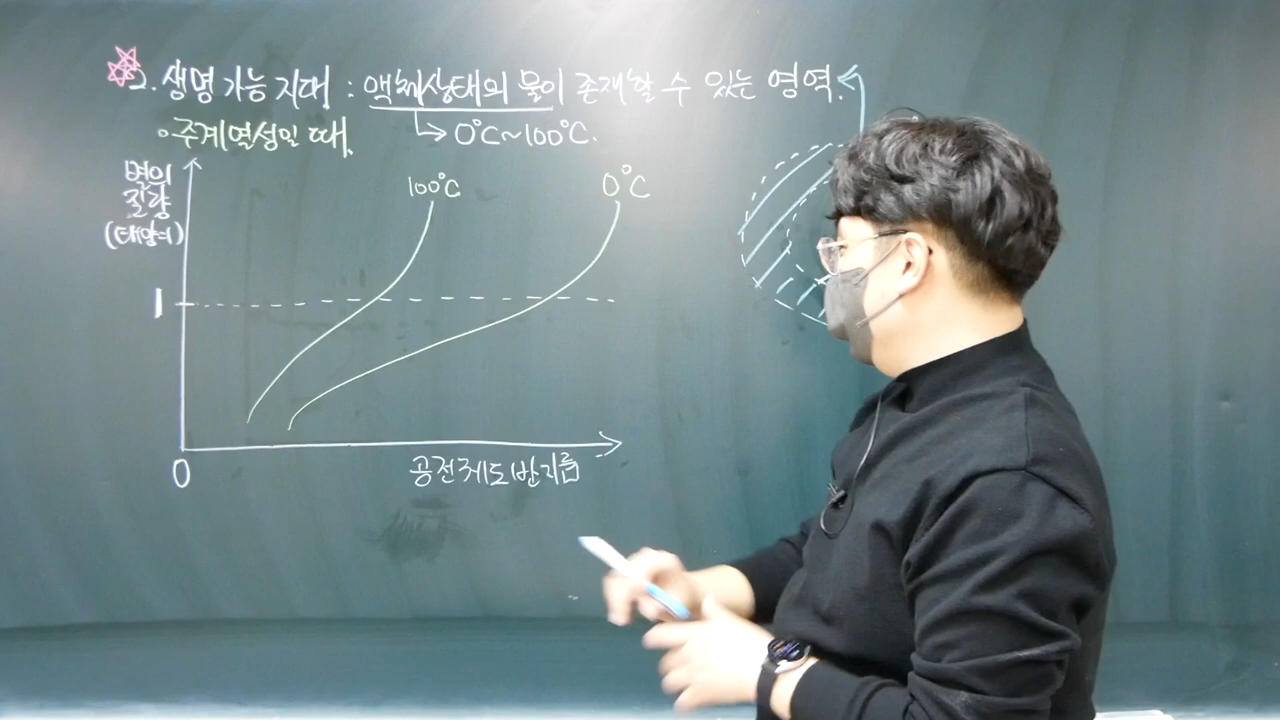 2. 생명 가능 지대 : 액체상태의 물이 존재할 수 있는 영역.
◦주계열성일 때. → 0°C~100°C.
별의
질량
(태양=1)
100°C
0°C
1
0
공전궤도 반지름